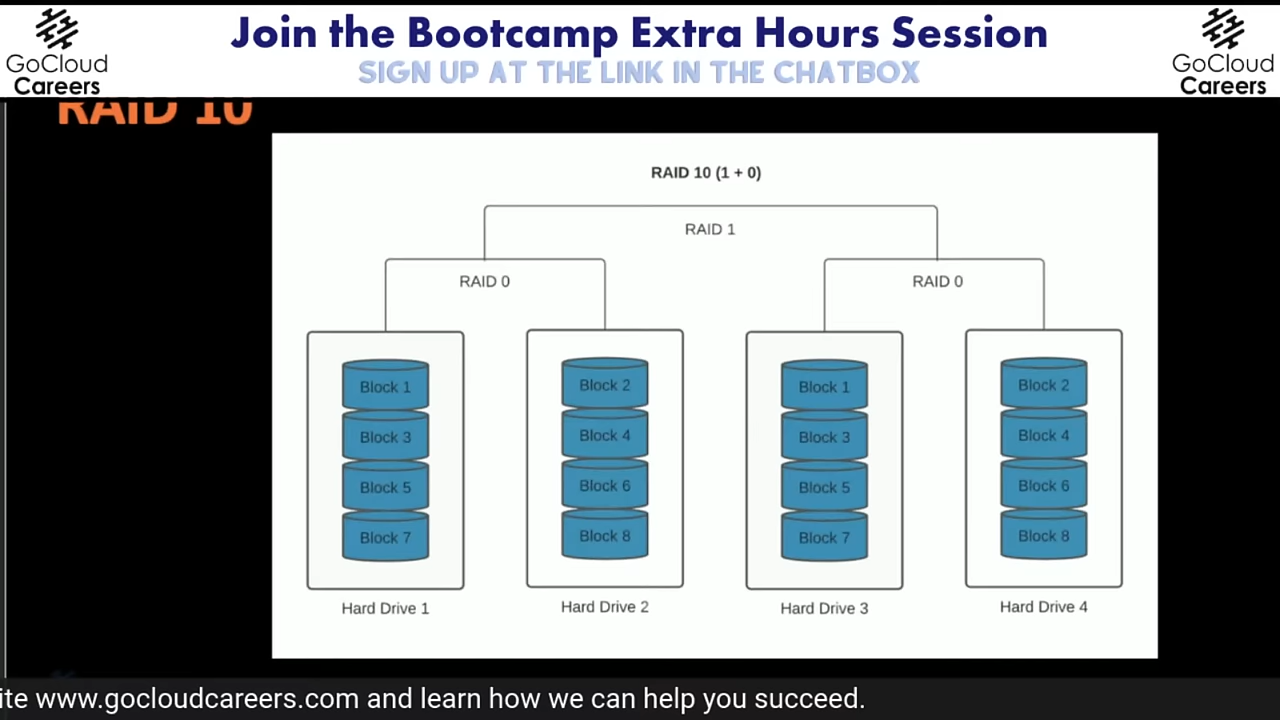 Join the Bootcamp Extra Hours Session
SIGN UP AT THE LINK IN THE CHATBOX
GoCloud
Careers
GoCloud
Careers
RAID 10
RAID 10 (1 + 0)
RAID 1
RAID 0
RAID 0
Block 1
Block 3
Block 5
Block 7
Hard Drive 1
Block 2
Block 4
Block 6
Block 8
Hard Drive 2
Block 1
Block 3
Block 5
Block 7
Hard Drive 3
Block 2
Block 4
Block 6
Block 8
Hard Drive 4
ite www.gocloudcareers.com and learn how we can help you succeed.